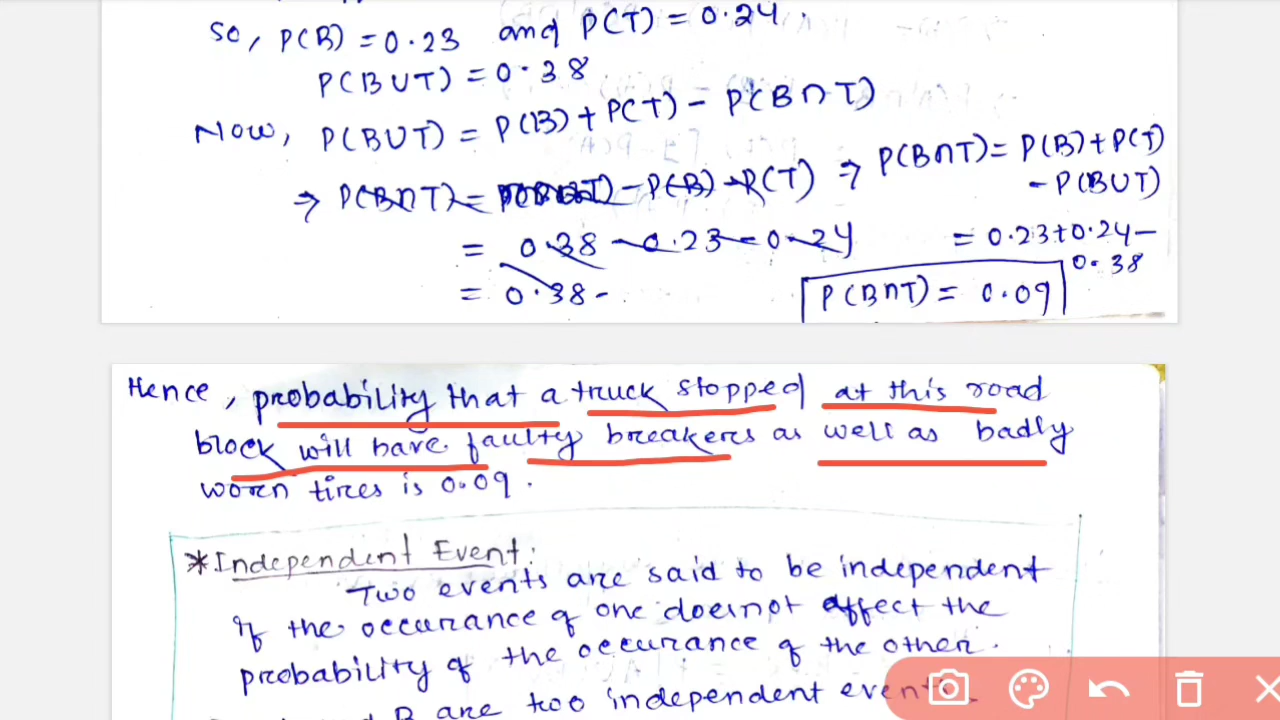 so, P(B) = 0.23 and P(T) = 0.24.
P(B∪T) = 0.38
Now, P(B∪T) = P(B) + P(T) - P(B∩T)
⇒ P(B∩T) = - P(B) - P(T) ⇒ P(B∩T) = P(B) + P(T)
- P(B∪T)
= 0.38 - 0.23 - 0.24 = 0.23+0.24-
0.38
= 0.38 - P(B∩T) = 0.09
Hence, probability that a truck stopped at this road
block will have faulty breakers as well as badly
worn tires is 0.09.
*Independent Event:
Two events are said to be independent
if the occurance of one doesnot affect the
probability of the occurance of the other.
B are two independent events.